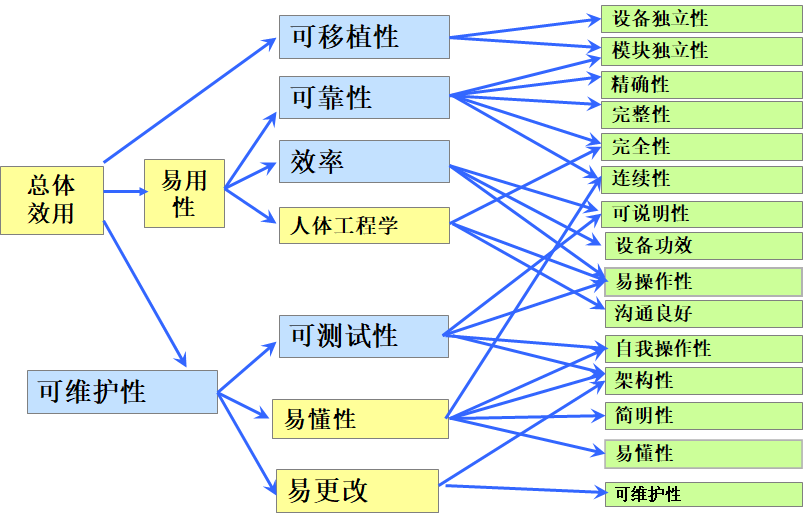 总体
效用
易用
性
可维护性
可移植性
可靠性
效率
人体工程学
可测试性
易懂性
易更改
设备独立性
模块独立性
精确性
完整性
完全性
连续性
可说明性
设备功效
易操作性
沟通良好
自我操作性
架构性
简明性
易懂性
可维护性